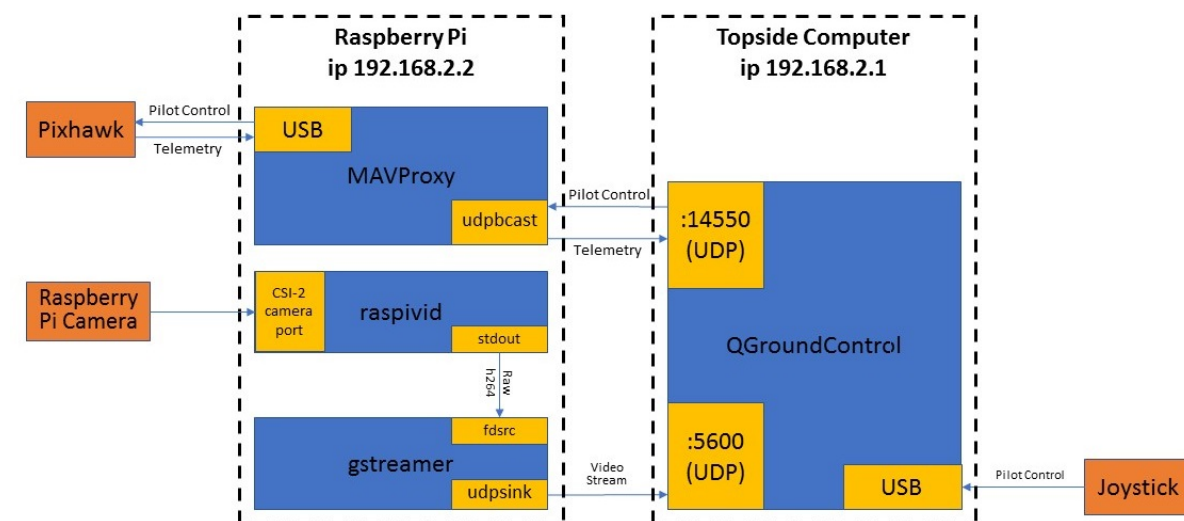 Raspberry Pi
ip 192.168.2.2
Topside Computer
ip 192.168.2.1
Pixhawk
Pilot Control
Telemetry
USB
MAVProxy
udpbcast
Pilot Control
Telemetry
:14550
(UDP)
Raspberry
Pi Camera
CSI-2
camera
port
raspivid
stdout
Raw
h264
QGroundControl
fdsrc
gstreamer
udpsink
Video
Stream
:5600
(UDP)
USB
Pilot Control
Joystick